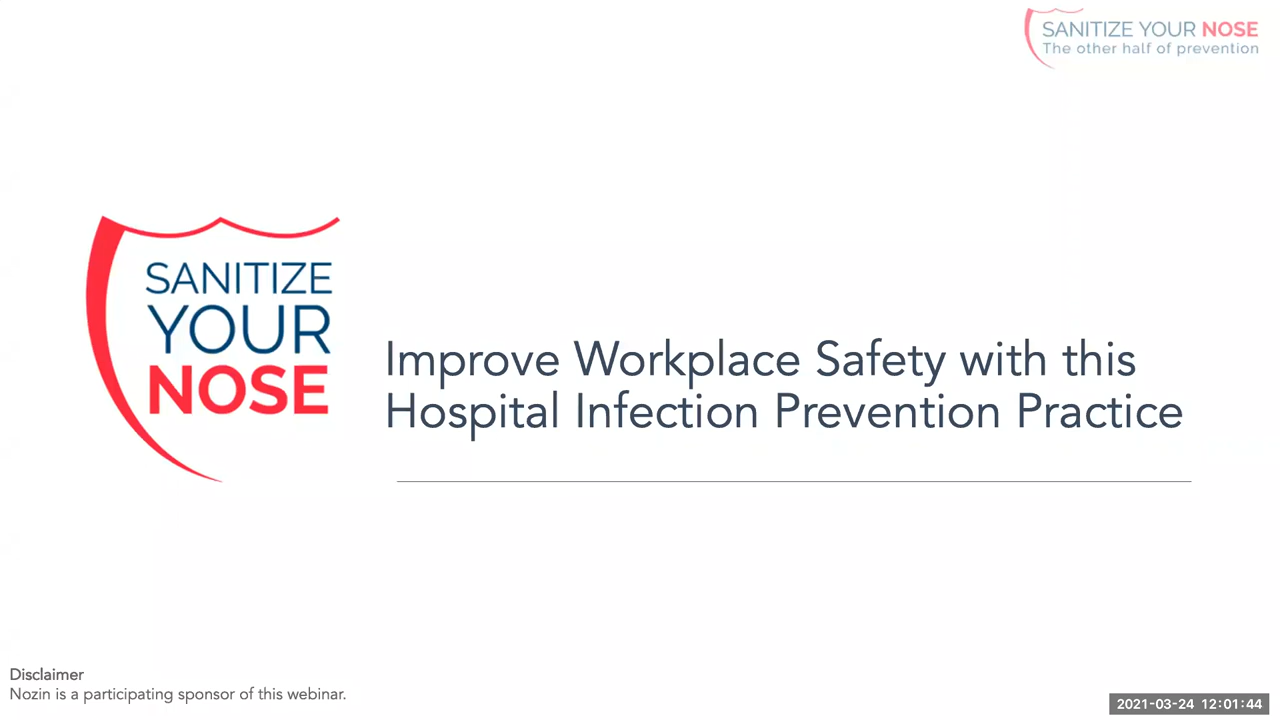 SANITIZE YOUR NOSE
The other half of prevention
SANITIZE
YOUR
NOSE
Improve Workplace Safety with this
Hospital Infection Prevention Practice
Disclaimer
Nozin is a participating sponsor of this webinar.
2021-03-24 12:01:44